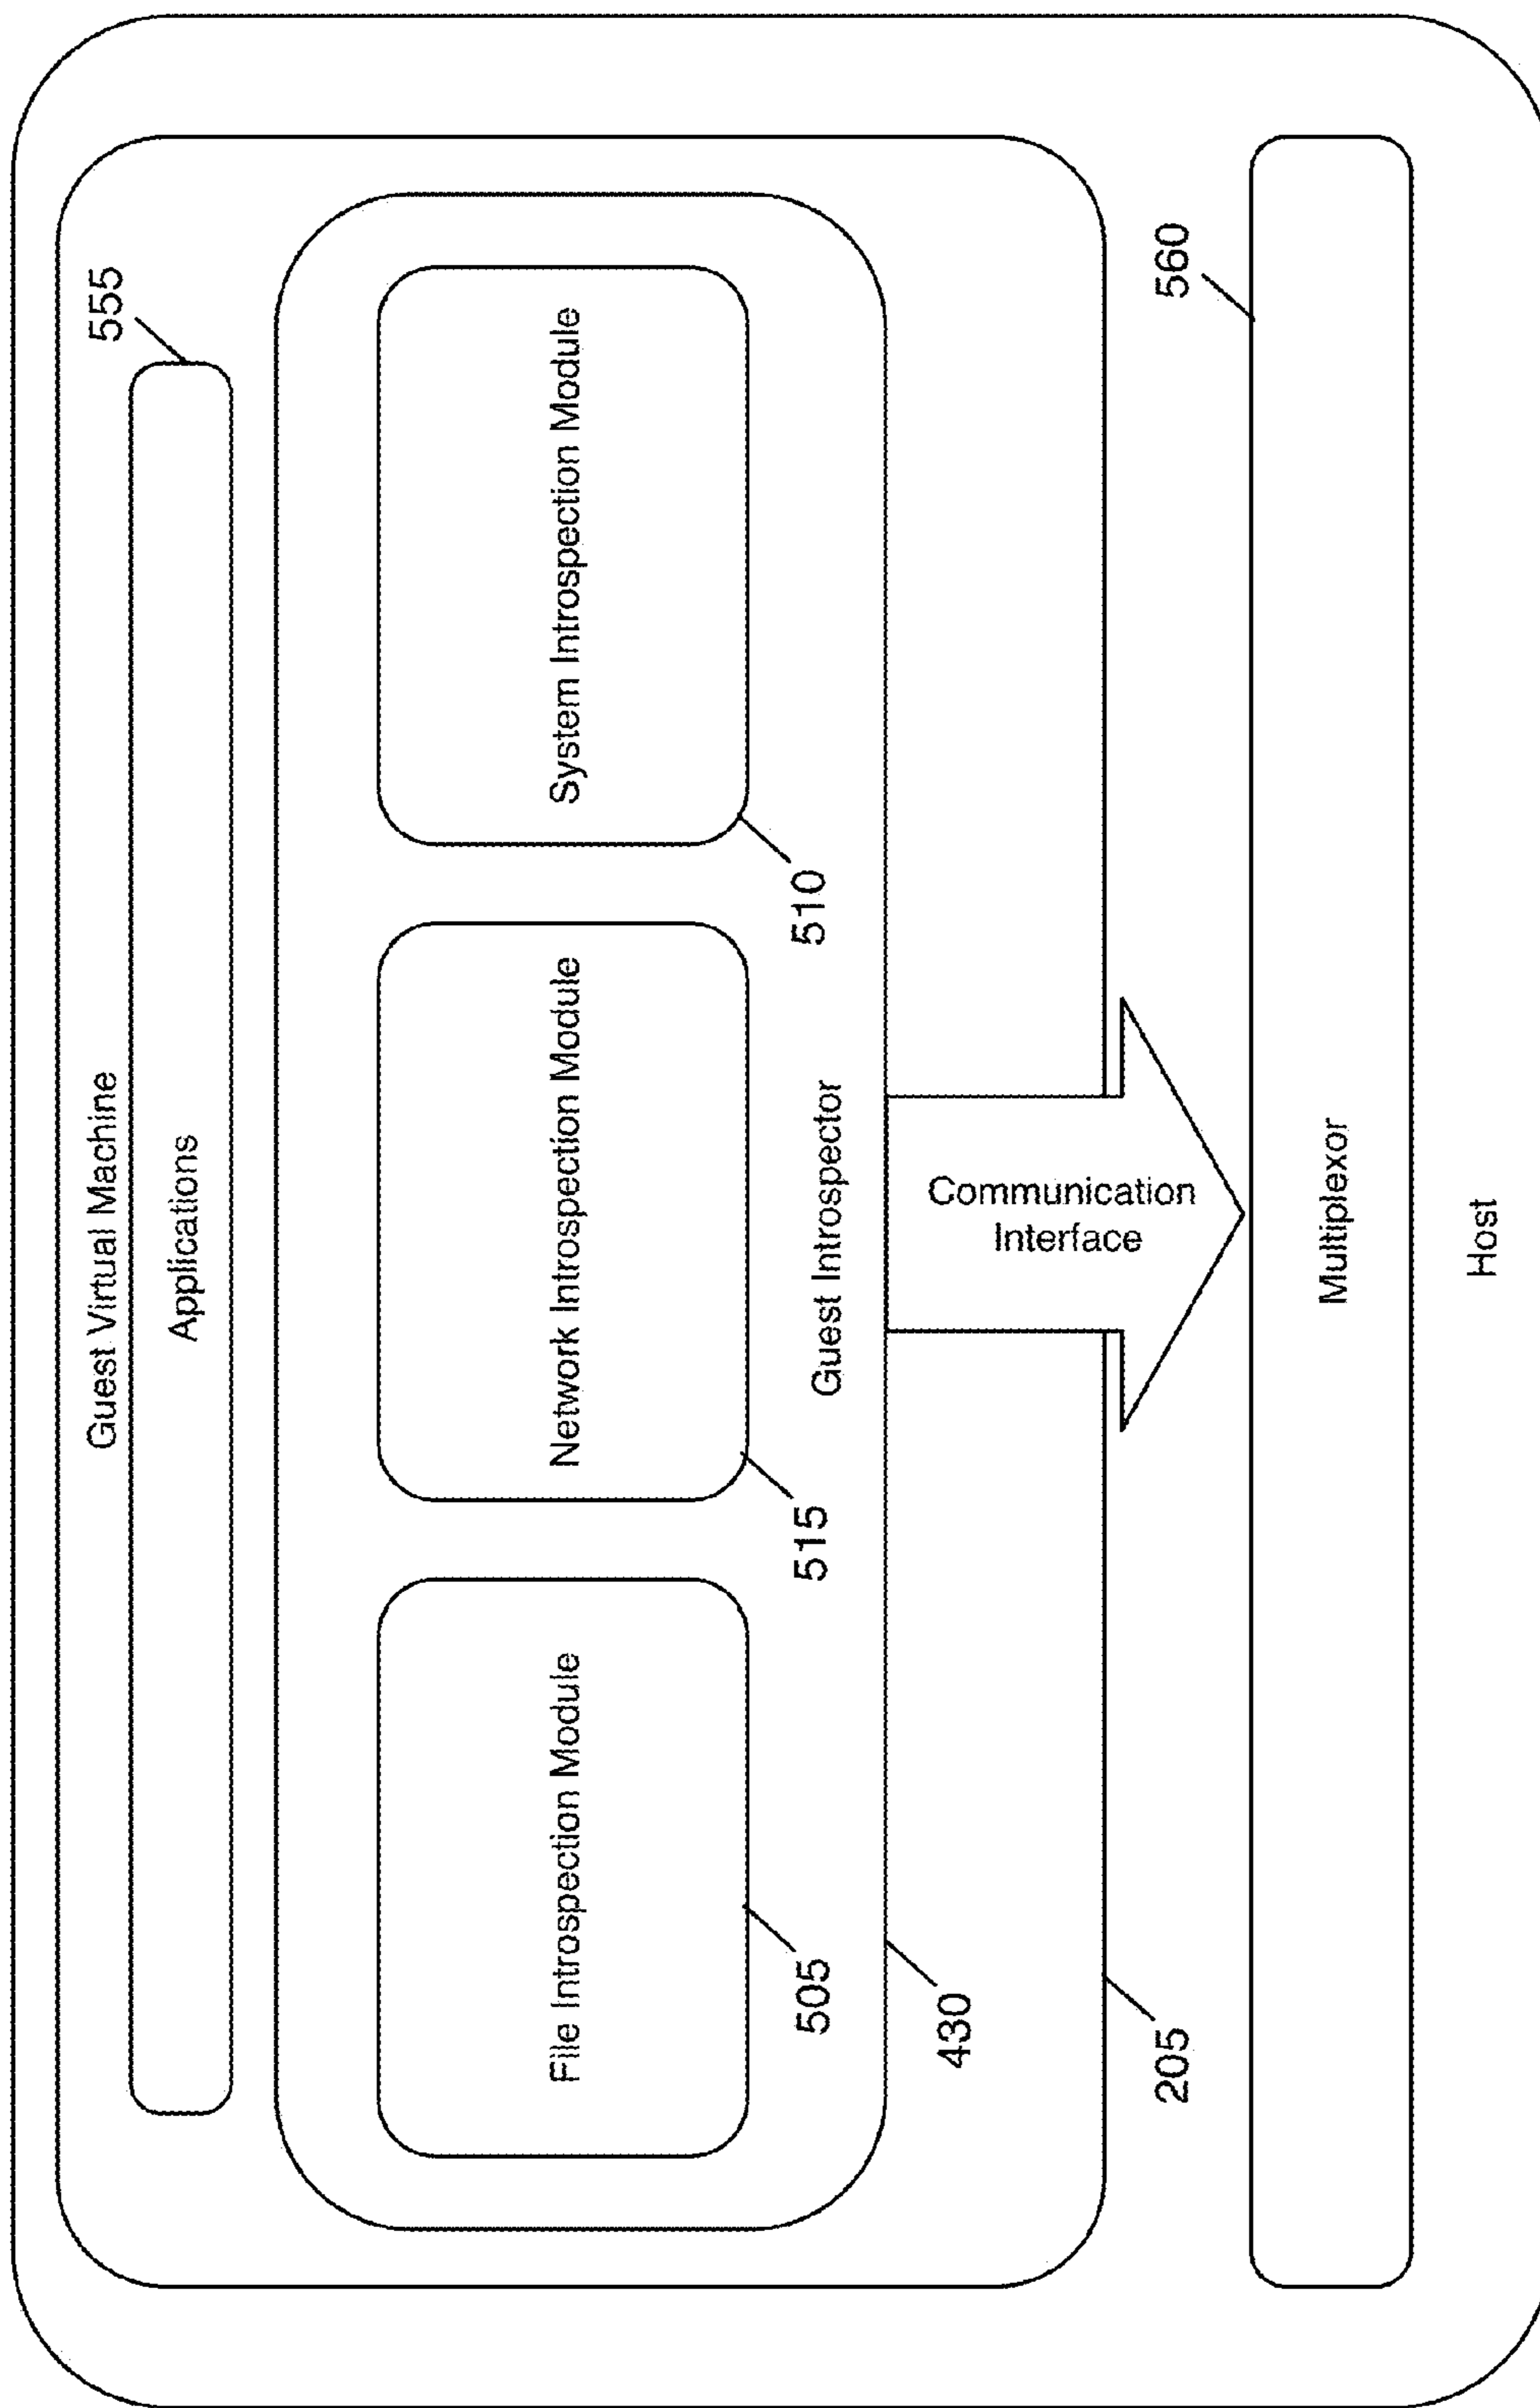 Guest Virtual Machine
555
Applications
File Introspection Module
Network Introspection Module
System Introspection Module
505
515
510
Guest Introspector
430
Communication
Interface
205
560
Multiplexor
Host